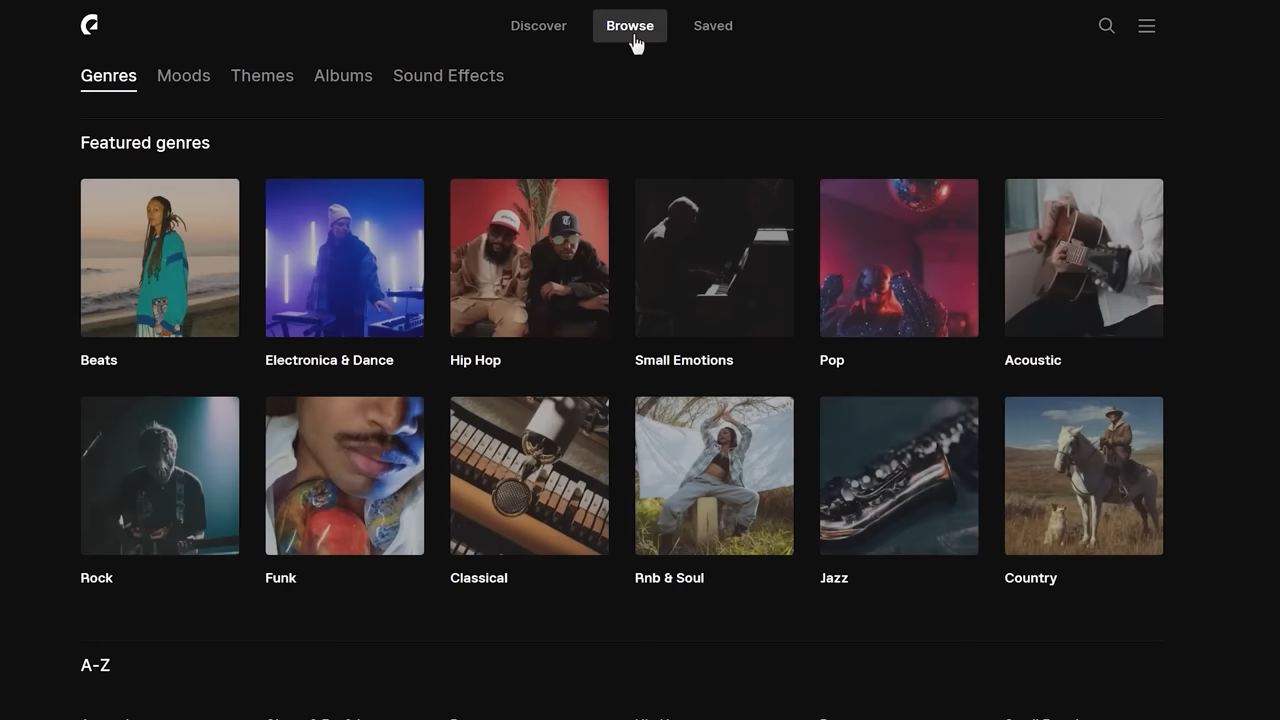 Discover Browse Saved
Genres Moods Themes Albums Sound Effects
Featured genres
Beats Electronica & Dance Hip Hop Small Emotions Pop Acoustic
Rock Funk Classical Rnb & Soul Jazz Country
A-Z